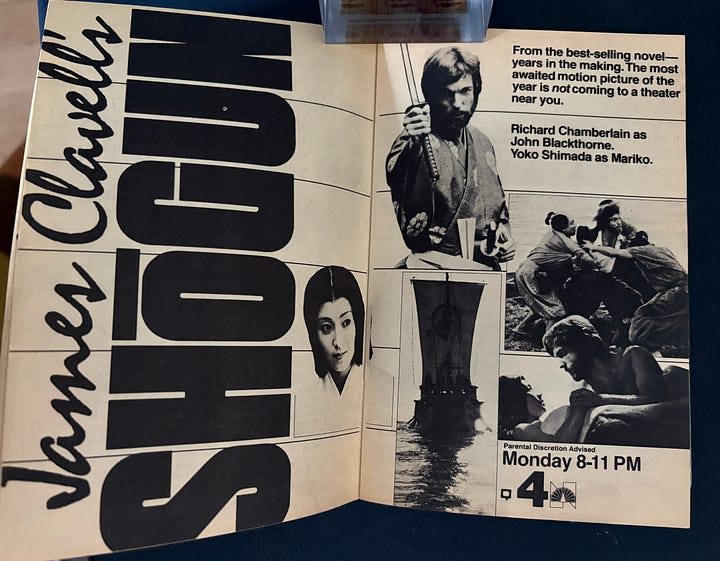 James Clavell's
SHŌGUN
From the best-selling novel—
years in the making. The most
awaited motion picture of the
year is not coming to a theater
near you.
Richard Chamberlain as
John Blackthorne.
Yoko Shimada as Mariko.
Parental Discretion Advised
Monday 8-11 PM
4 N